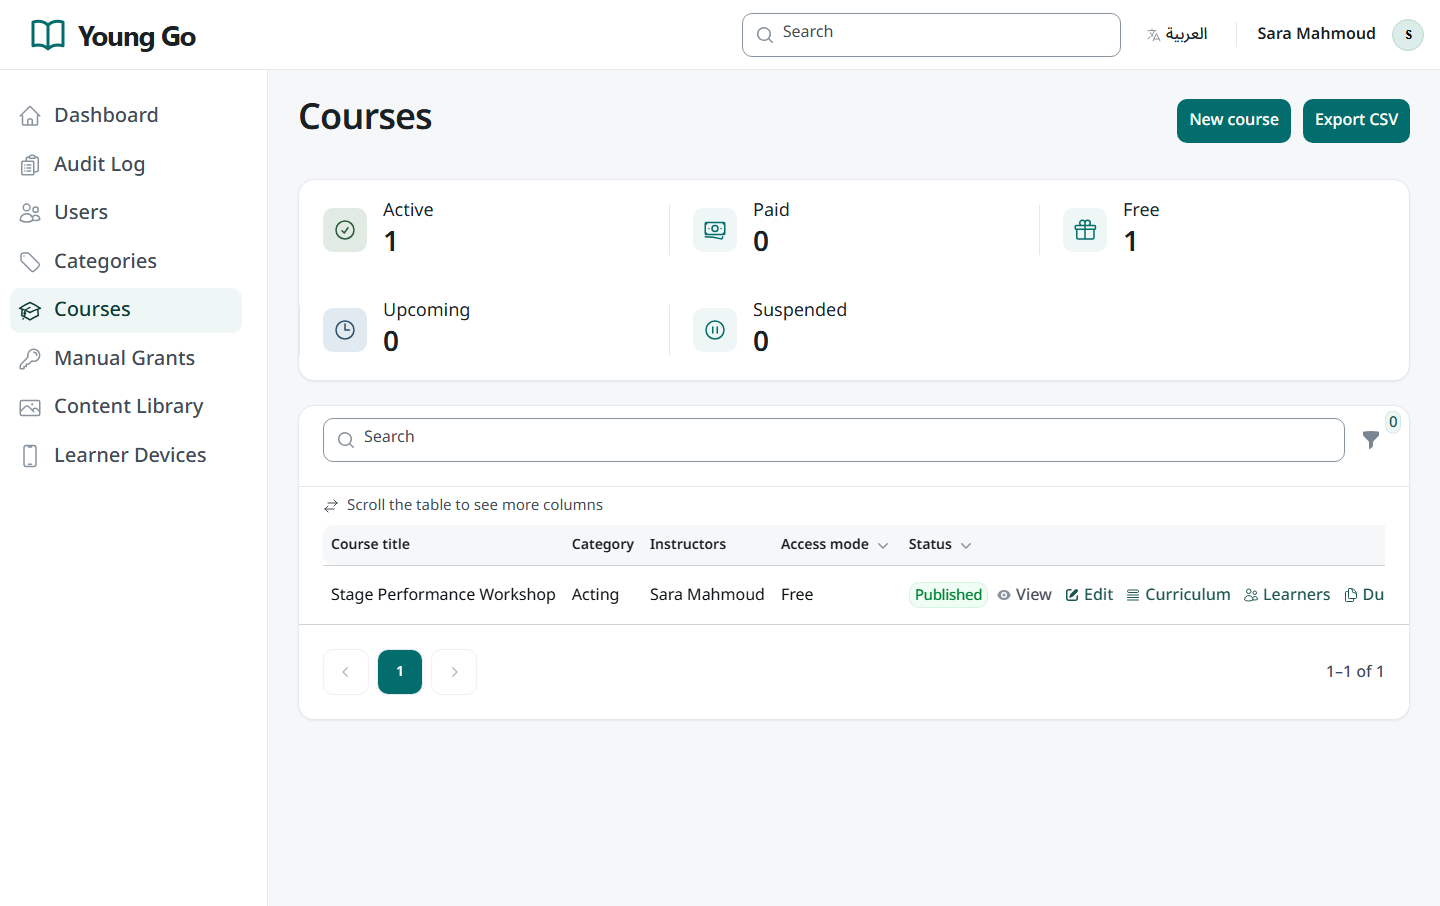 Young Go
Search
العربية
Sara Mahmoud
S
Dashboard
Audit Log
Users
Categories
Courses
Manual Grants
Content Library
Learner Devices
Courses
New course
Export CSV
Active
1
Paid
0
Free
1
Upcoming
0
Suspended
0
Search
0
Scroll the table to see more columns
Course title Category Instructors Access mode Status
Stage Performance Workshop Acting Sara Mahmoud Free Published View Edit Curriculum Learners Du
1
1–1 of 1